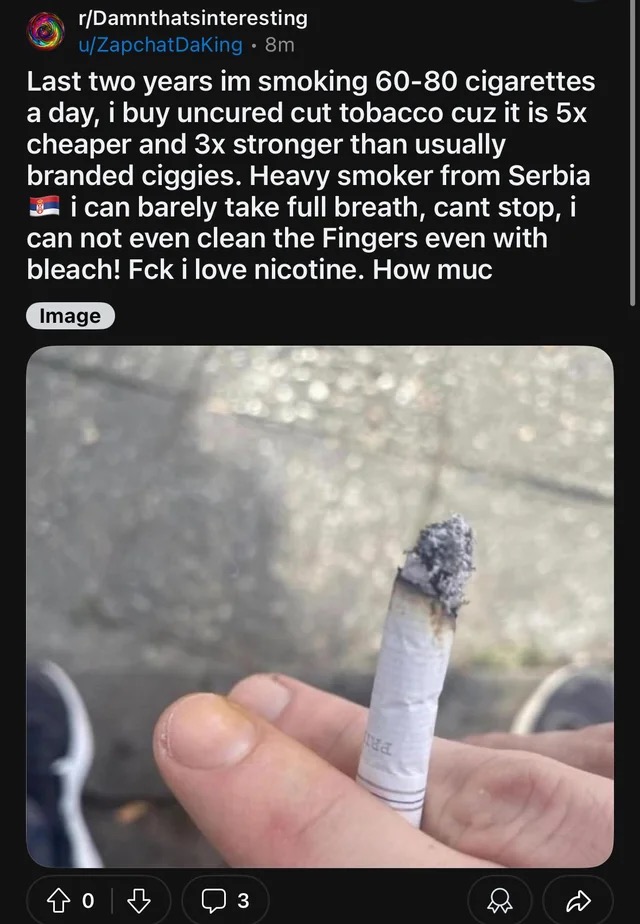 r/Damnthatsinteresting
u/ZapchatDaKing • 8m
Last two years im smoking 60-80 cigarettes
a day, i buy uncured cut tobacco cuz it is 5x
cheaper and 3x stronger than usually
branded ciggies. Heavy smoker from Serbia
🇷🇸 i can barely take full breath, cant stop, i
can not even clean the Fingers even with
bleach! Fck i love nicotine. How muc
Image
0
3